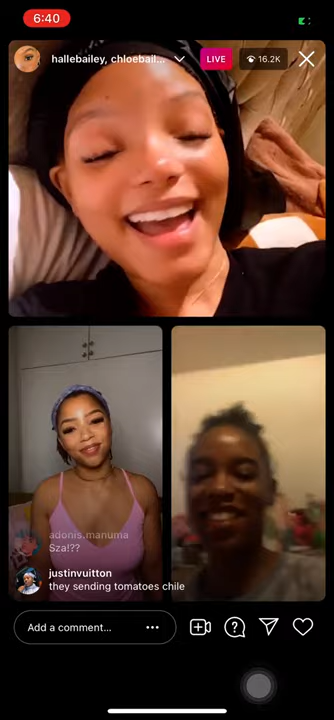 6:40
hallebailey, chloebail...
LIVE
16.2K
adonis.manuma
Sza!??
justinvuitton
they sending tomatoes chile
Add a comment...